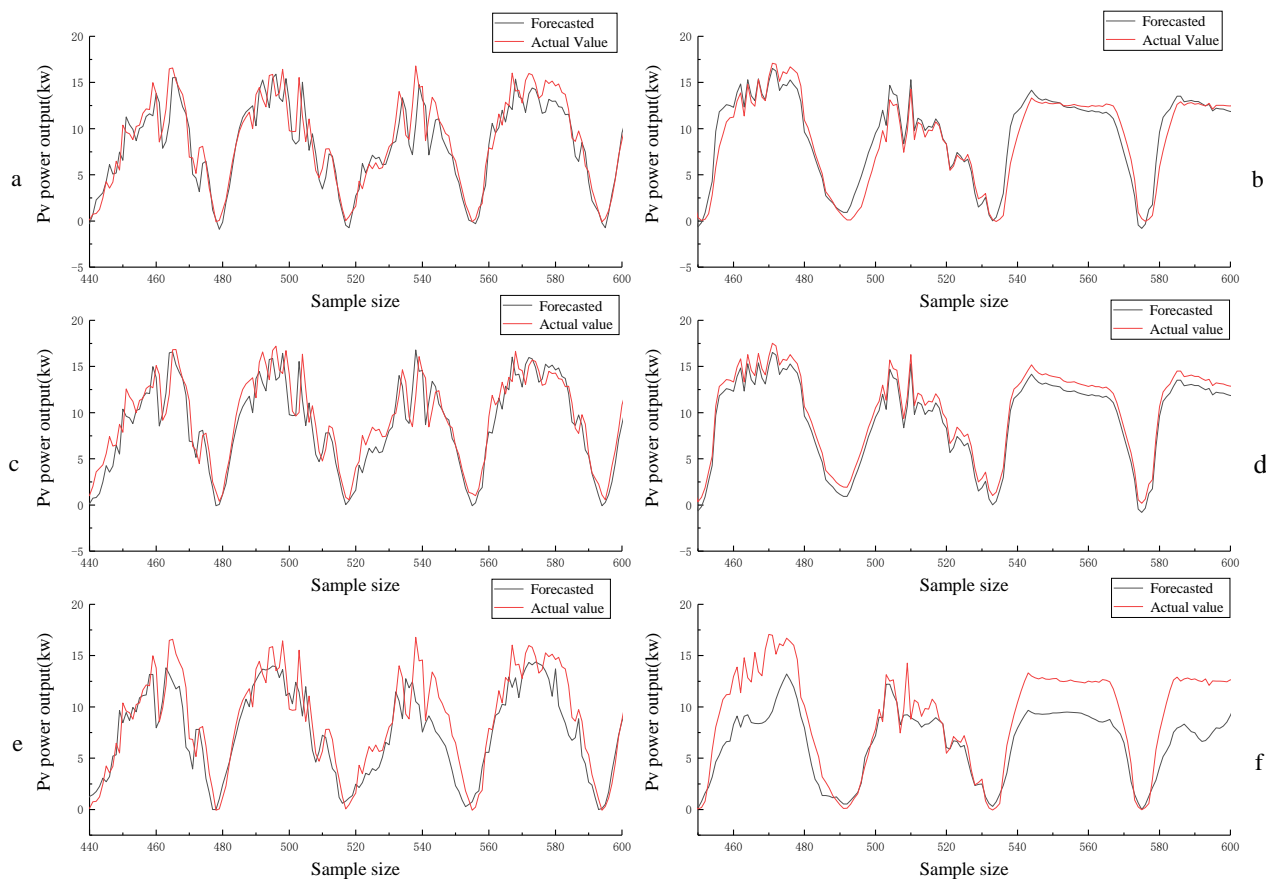 Forecasted
Actual Value
Pv power output(kw)
20
15
10
5
0
−5
440
460
480
500
520
540
560
580
600
Sample size
a
Forecasted
Actual Value
Pv power output(kw)
20
15
10
5
0
−5
460
480
500
520
540
560
580
600
Sample size
b
Forecasted
Actual value
Pv power output(kw)
20
15
10
5
0
−5
440
460
480
500
520
540
560
580
600
Sample size
c
Forecasted
Actual value
Pv power output(kw)
20
15
10
5
0
−5
460
480
500
520
540
560
580
600
Sample size
d
Forecasted
Actual value
Pv power output(kw)
20
15
10
5
0
440
460
480
500
520
540
560
580
600
Sample size
e
Forecasted
Actual value
Pv power output(kw)
20
15
10
5
0
460
480
500
520
540
560
580
600
Sample size
f